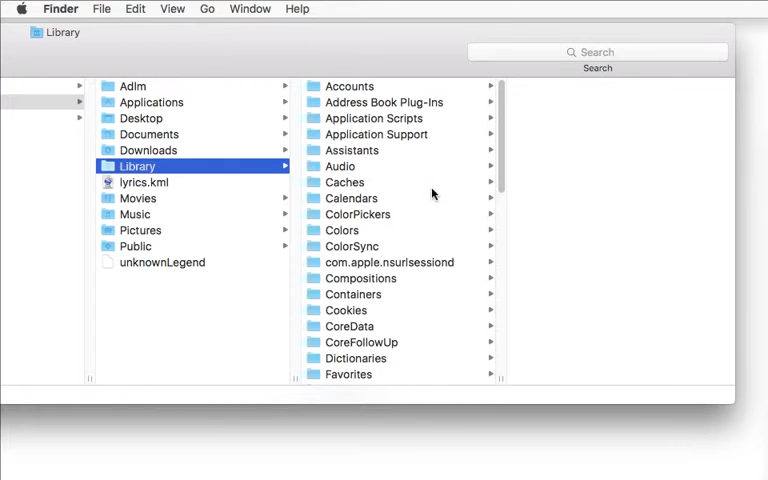 Finder File Edit View Go Window Help
Library
Search
Search
Adlm
Applications
Desktop
Documents
Downloads
Library
lyrics.kml
Movies
Music
Pictures
Public
unknownLegend
Accounts
Address Book Plug-Ins
Application Scripts
Application Support
Assistants
Audio
Caches
Calendars
ColorPickers
Colors
ColorSync
com.apple.nsurlsessiond
Compositions
Containers
Cookies
CoreData
CoreFollowUp
Dictionaries
Favorites